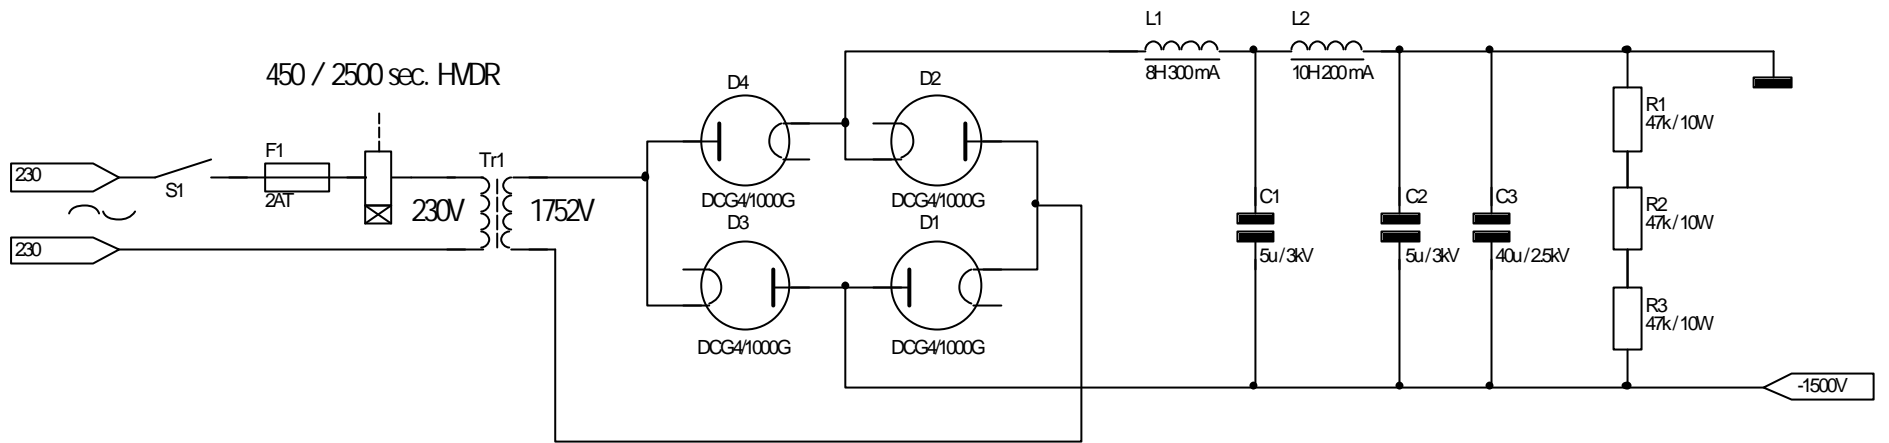 L1
L2
8H 300mA
10H 200mA
450 / 2500 sec. HVDR
D4
D2
R1
47k / 10W
F1
2AT
230
S1
Tr1
230V
1752V
DCG4/1000G
DCG4/1000G
C1
5u / 3kV
C2
5u / 3kV
C3
40u / 2.5kV
R2
47k / 10W
D3
D1
230
R3
47k / 10W
DCG4/1000G
DCG4/1000G
-1500V